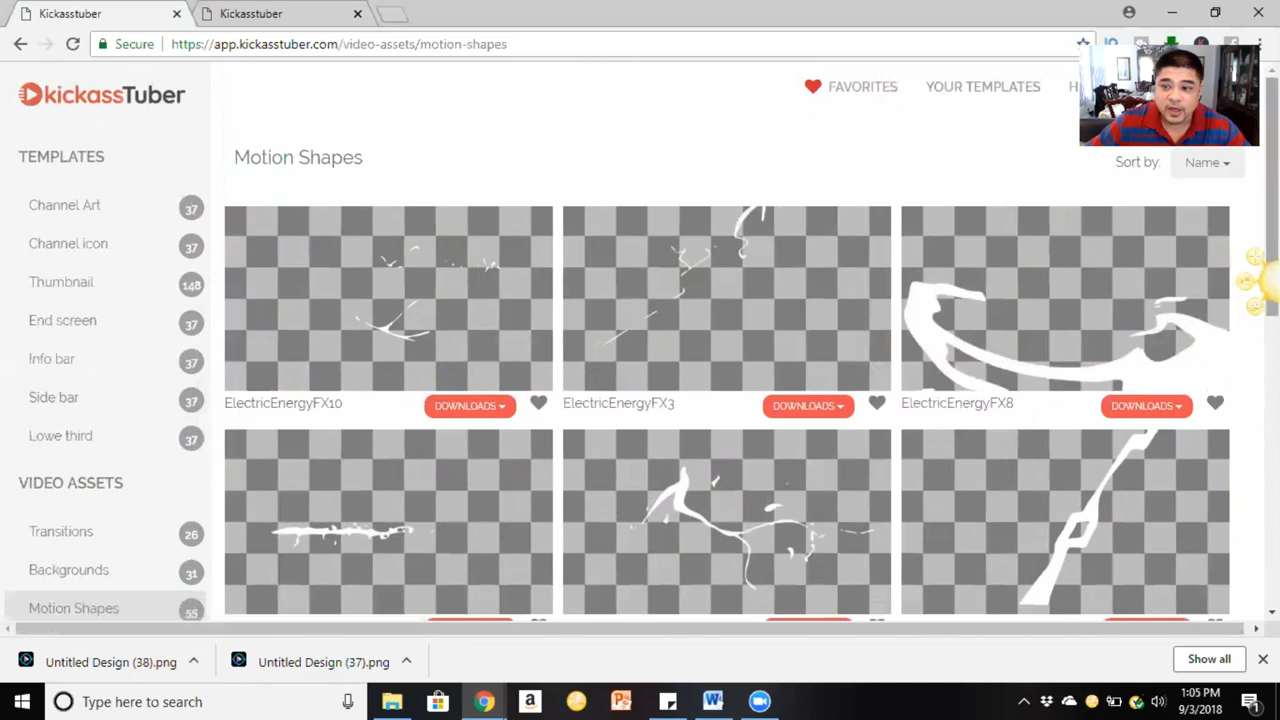 Kickasstuber
Kickasstuber
Secure
https://app.kickasstuber.com/video-assets/motion-shapes
kickassTuber
FAVORITES
YOUR TEMPLATES
H
TEMPLATES
Motion Shapes
Sort by:
Name
Channel Art
37
Channel icon
37
Thumbnail
148
End screen
37
Info bar
37
Side bar
37
Lowe third
37
ElectricEnergyFX10
DOWNLOADS
ElectricEnergyFX3
DOWNLOADS
ElectricEnergyFX8
DOWNLOADS
VIDEO ASSETS
Transitions
26
Backgrounds
31
Motion Shapes
55
Untitled Design (38).png
Untitled Design (37).png
Show all
Type here to search
1:05 PM
9/3/2018